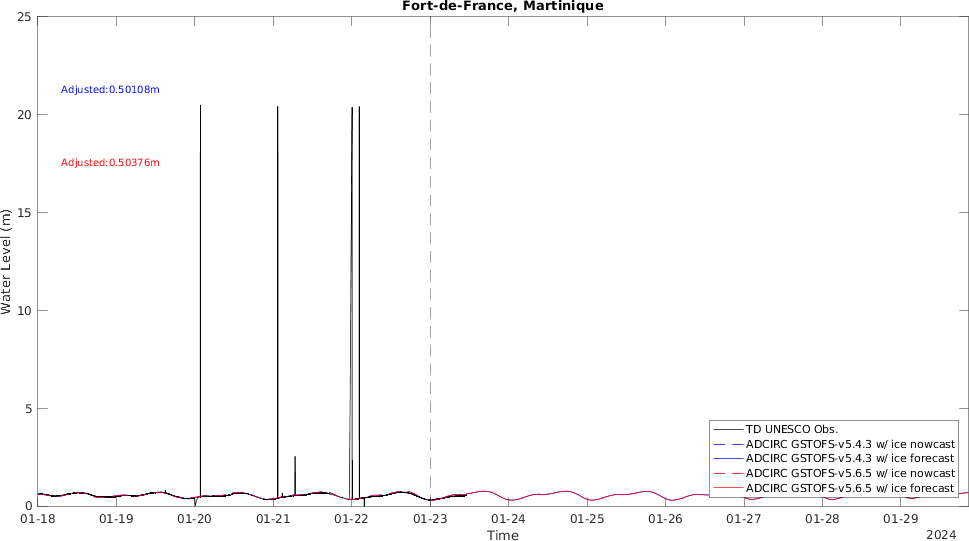 Fort-de-France, Martinique
25
20
15
10
5
0
Water Level (m)
Adjusted:0.50108m
Adjusted:0.50376m
TD UNESCO Obs.
ADCIRC GSTOFS-v5.4.3 w/ ice nowcast
ADCIRC GSTOFS-v5.4.3 w/ ice forecast
ADCIRC GSTOFS-v5.6.5 w/ ice nowcast
ADCIRC GSTOFS-v5.6.5 w/ ice forecast
01-18 01-19 01-20 01-21 01-22 01-23 01-24 01-25 01-26 01-27 01-28 01-29
Time
2024